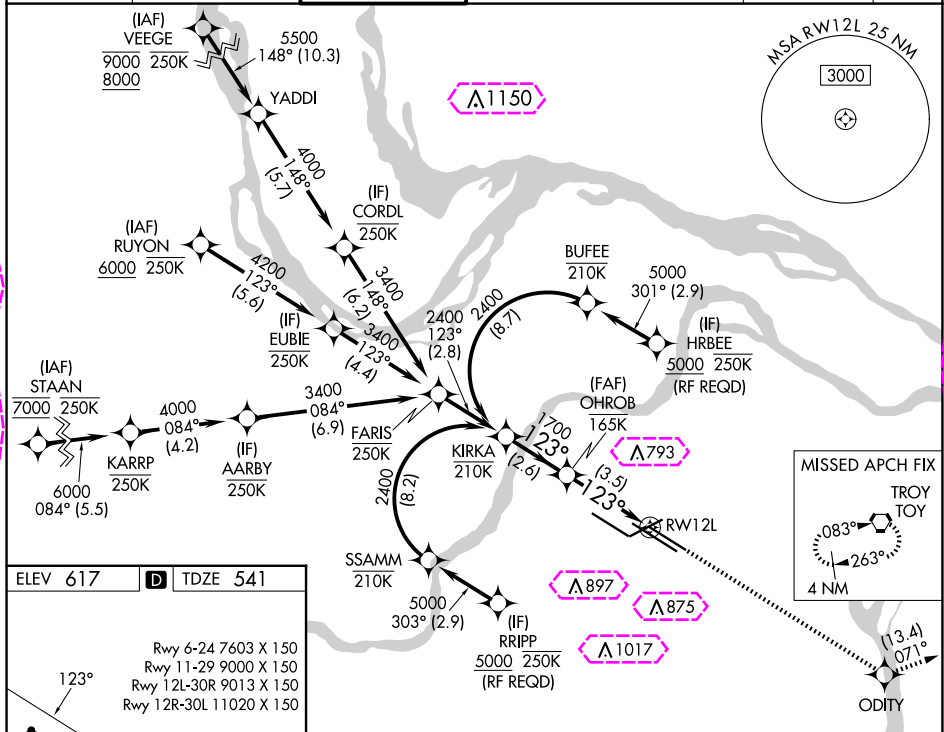 (IAF)
VEEGE
9000 250K
8000
5500
148° (10.3)
YADDI
1150
MSA RW12L 25 NM
3000
4000
148°
(5.7)
(IF)
CORDL
250K
(IAF)
RUYON
6000 250K
4200
123°
(5.6)
3400
148°
(6.2)
BUFEE
210K
5000
301° (2.9)
(IF)
HRBEE
5000 250K
(RF REQD)
2400
(8.7)
(IF)
EUBIE
250K
3400
123°
(4.4)
2400
123°
(2.8)
(IAF)
STAAN
7000 250K
4000
084°
(4.2)
3400
084°
(6.9)
FARIS
250K
(FAF)
OHROB
165K
1700
123°
(2.6)
KARRP
250K
(IF)
AARBY
250K
KIRKA
210K
793
6000
084° (5.5)
2400
(8.2)
(3.5)
123°
RW12L
MISSED APCH FIX
TROY
TOY
083°
263°
4 NM
SSAMM
210K
5000
303° (2.9)
(IF)
RRIPP
5000 250K
(RF REQD)
897
875
1017
(13.4)
071°
ODITY
ELEV 617 D TDZE 541
Rwy 6-24 7603 X 150
Rwy 11-29 9000 X 150
Rwy 12L-30R 9013 X 150
Rwy 12R-30L 11020 X 150
123°